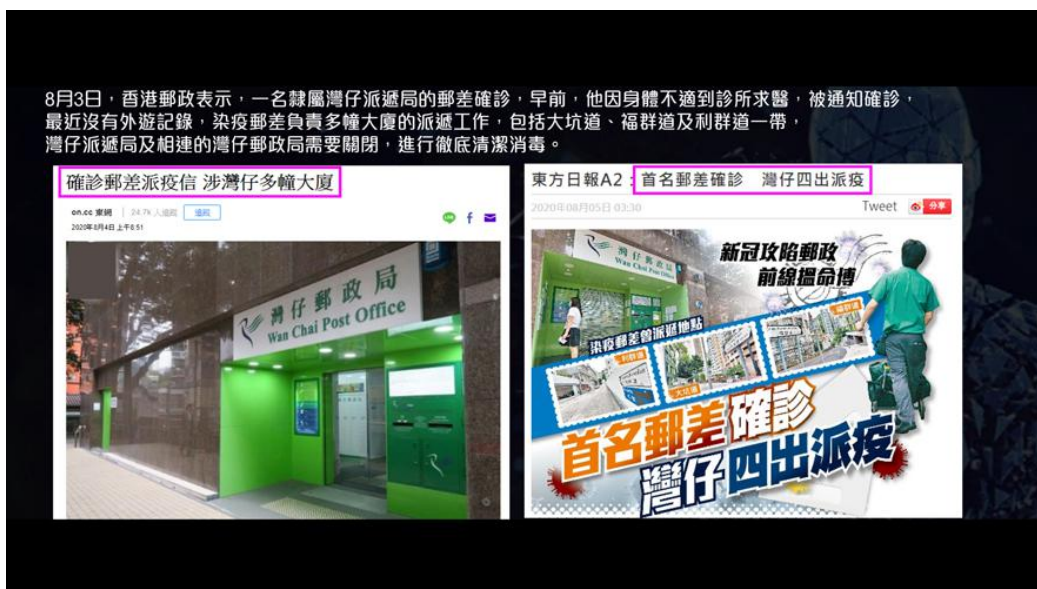 8月3日，香港郵政表示，一名隸屬灣仔派遞局的郵差確診，早前，他因身體不適到診所求醫，被通知確診，
最近沒有外遊記錄，染疫郵差負責多幢大廈的派遞工作，包括大坑道、福群道及利群道一帶，
灣仔派遞局及相連的灣仔郵政局需要關閉，進行徹底清潔消毒。
確診郵差派疫信 涉灣仔多幢大廈
on.cc 東網 | 24.7K 人追蹤 追蹤
2020年8月4日 上午6:51
灣仔郵政局
Wan Chai Post Office
東方日報A2：首名郵差確診 灣仔四出派疫
2020年08月05日 03:30
Tweet 分享
新冠攻陷郵政
前線搵命博
灣仔郵政局
Wan Chai Post Office
染疫郵差曾派遞地點
利群道
大坑道
福群道
首名郵差確診
灣仔四出派疫